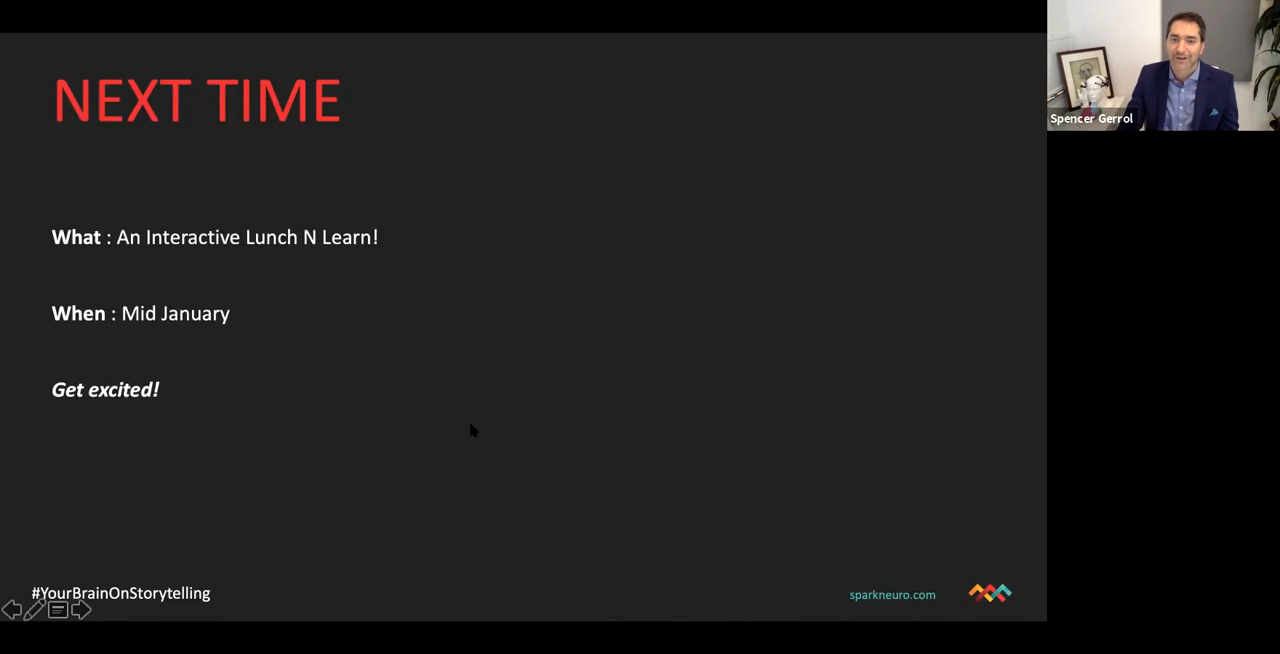 NEXT TIME
Spencer Gerrol
What : An Interactive Lunch N Learn!
When : Mid January
Get excited!
#YourBrainOnStorytelling
sparkneuro.com